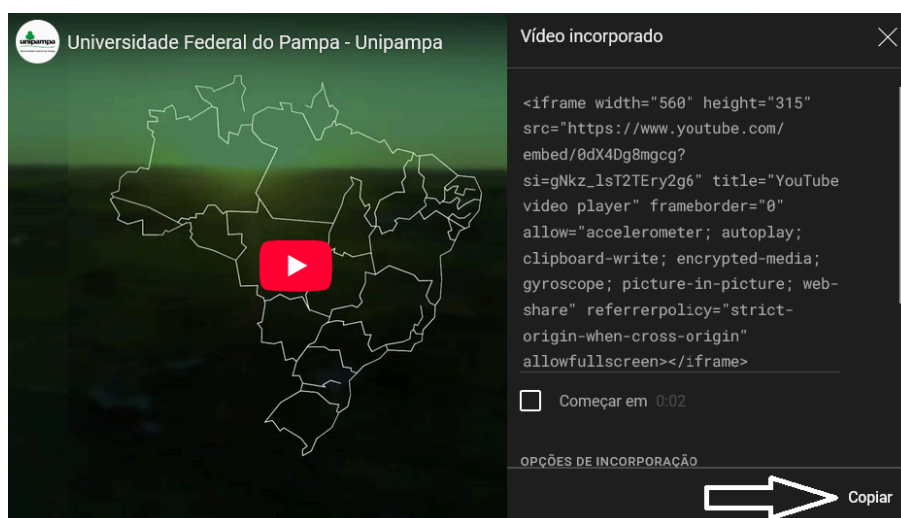 unipampa
Universidade Federal do Pampa - Unipampa
Vídeo incorporado
<iframe width="560" height="315"
src="https://www.youtube.com/
embed/0dX4Dg8mgcg?
si=gNkz_lsT2TEry2g6" title="YouTube
video player" frameborder="0"
allow="accelerometer; autoplay;
clipboard-write; encrypted-media;
gyroscope; picture-in-picture; web-
share" referrerpolicy="strict-
origin-when-cross-origin"
allowfullscreen></iframe>
Começar em 0:02
OPÇÕES DE INCORPORAÇÃO
Copiar